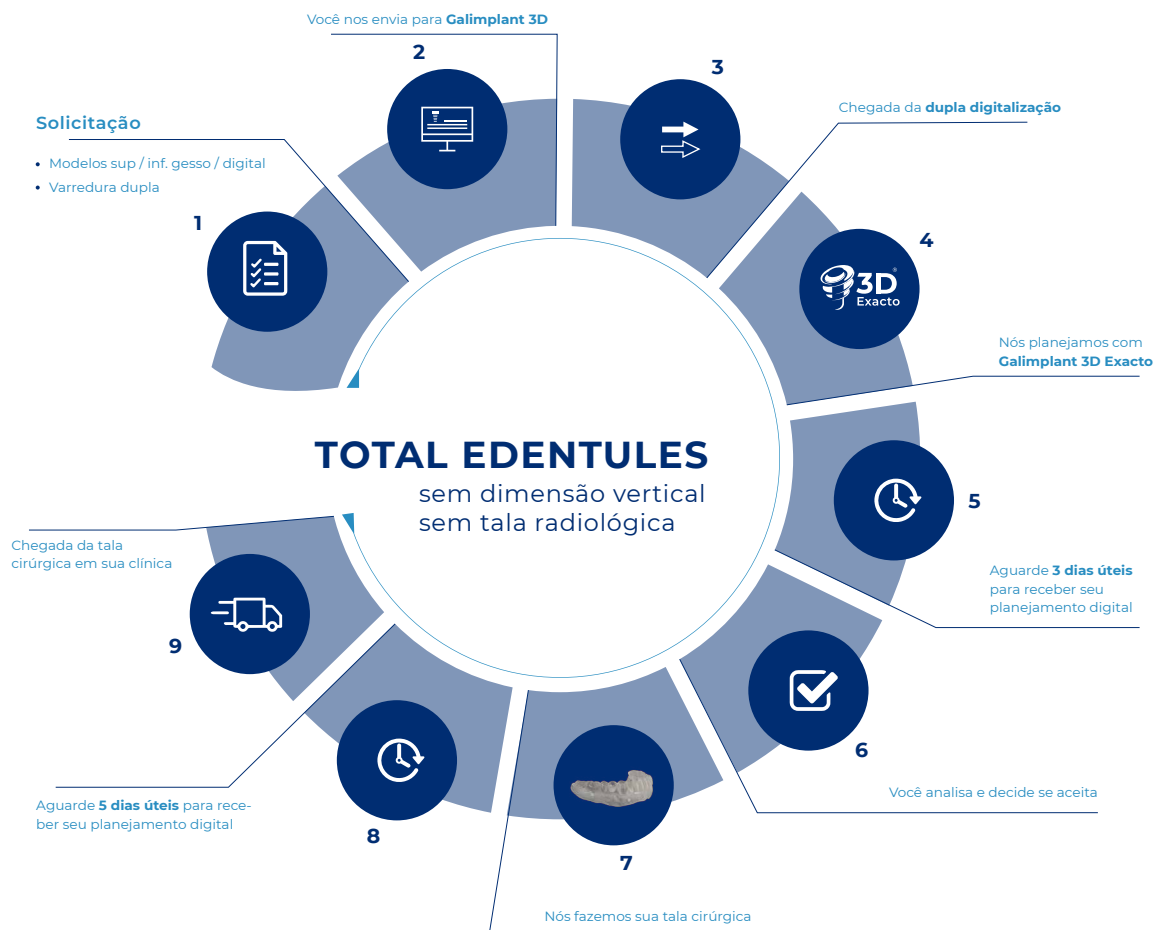 Você nos envia para Galimplant 3D
2
3
Solicitação
• Modelos sup / inf. gesso / digital
• Varredura dupla
1
Chegada da dupla digitalização
4
3D
®
Exacto
Nós planejamos com
Galimplant 3D Exacto
TOTAL EDENTULES
sem dimensão vertical
sem tala radiológica
5
Aguarde 3 dias úteis
para receber seu
planejamento digital
6
Você analisa e decide se aceita
7
Nós fazemos sua tala cirúrgica
8
Aguarde 5 dias úteis para rece-
ber seu planejamento digital
9
Chegada da tala
cirúrgica em sua clínica